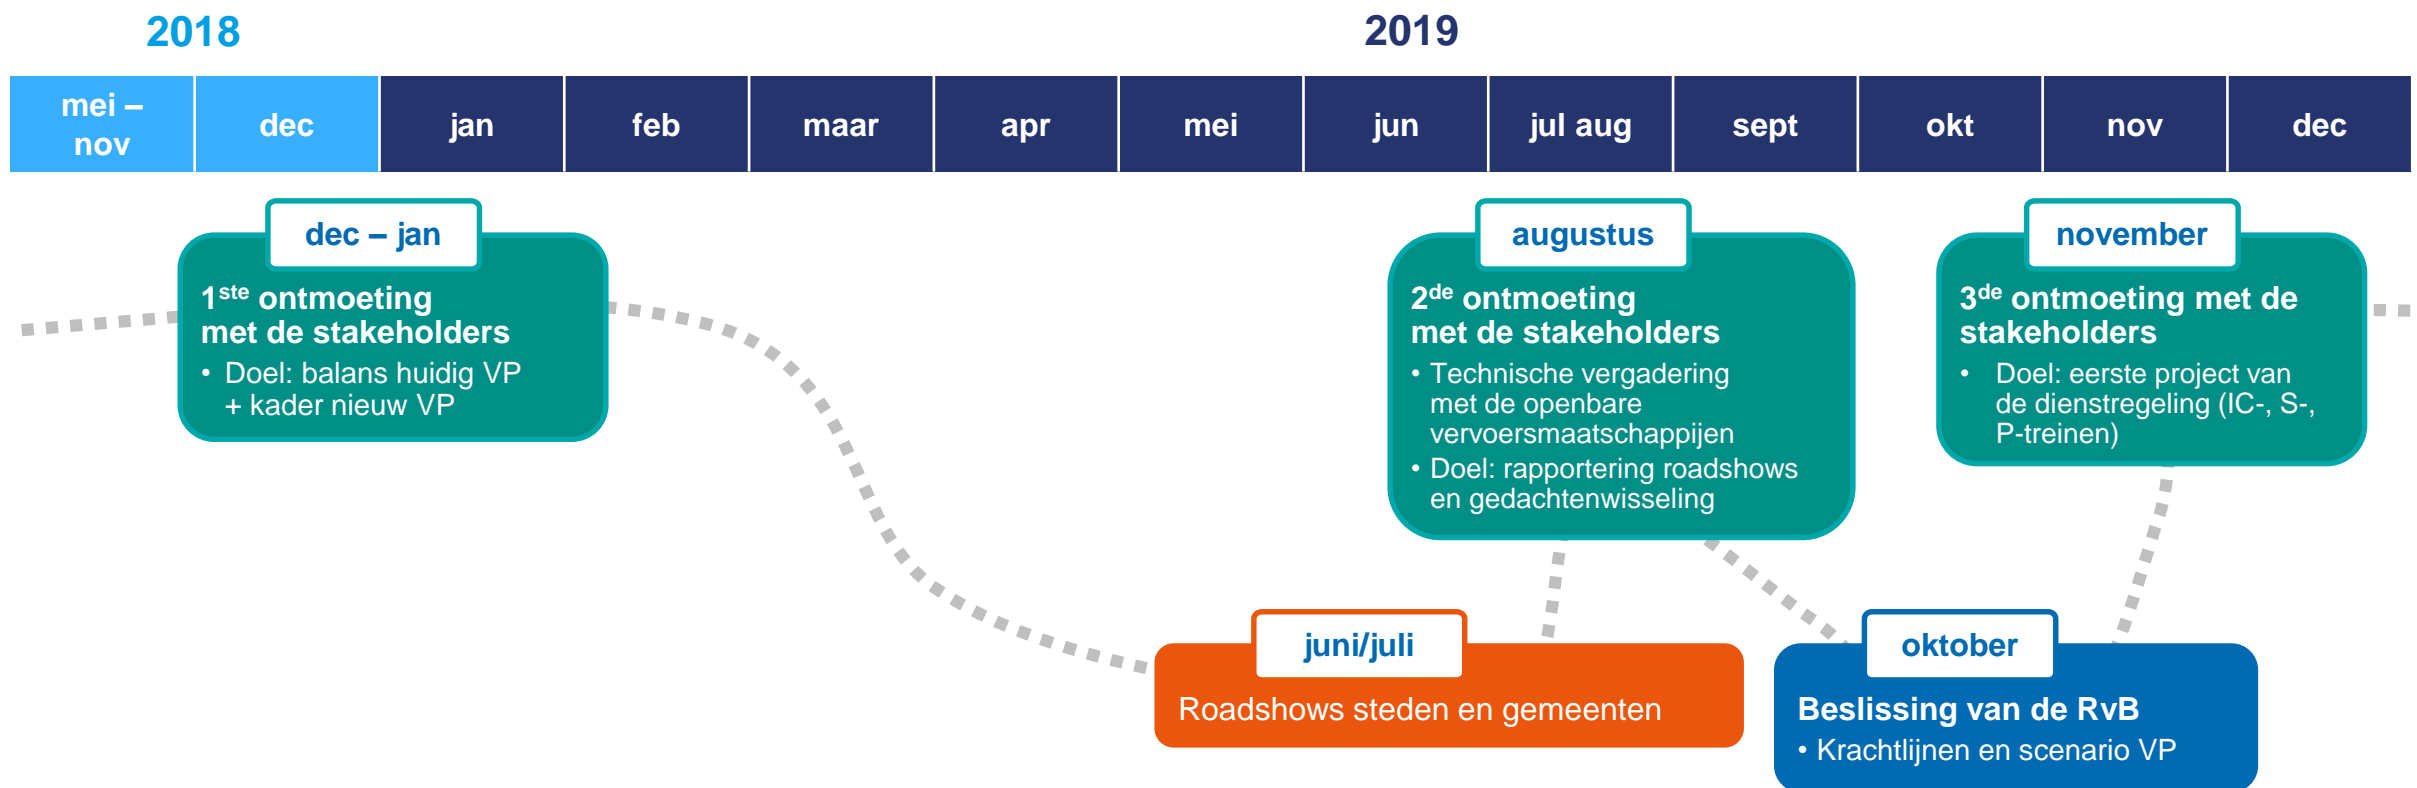 2018
2019
mei –
nov
dec
jan
feb
maar
apr
mei
jun
jul aug
sept
okt
nov
dec
dec – jan
1ste ontmoeting
met de stakeholders
• Doel: balans huidig VP
+ kader nieuw VP
augustus
2de ontmoeting
met de stakeholders
• Technische vergadering
met de openbare
vervoersmaatschappijen
• Doel: rapportering roadshows
en gedachtenwisseling
november
3de ontmoeting met de
stakeholders
• Doel: eerste project van
de dienstregeling (IC-, S-,
P-treinen)
juni/juli
Roadshows steden en gemeenten
oktober
Beslissing van de RvB
• Krachtlijnen en scenario VP